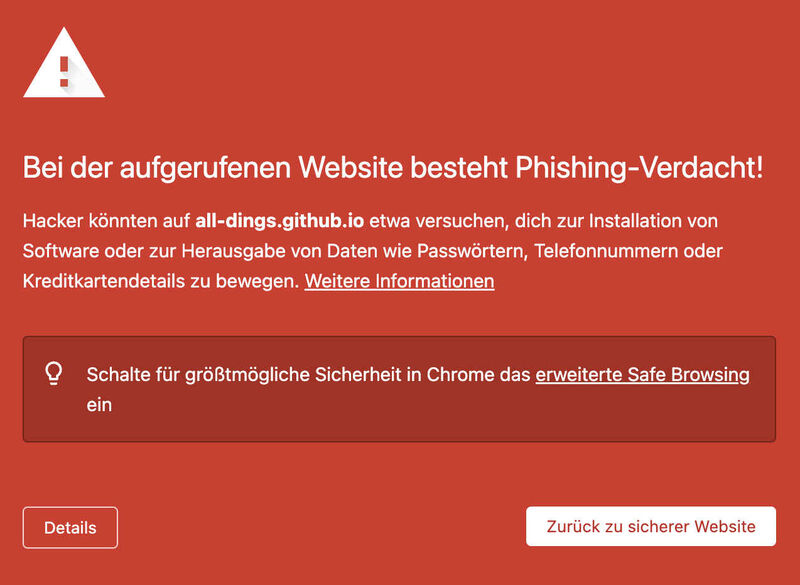 Bei der aufgerufenen Website besteht Phishing-Verdacht!
Hacker könnten auf all-dings.github.io etwa versuchen, dich zur Installation von
Software oder zur Herausgabe von Daten wie Passwörtern, Telefonnummern oder
Kreditkartendetails zu bewegen. Weitere Informationen
Schalte für größtmögliche Sicherheit in Chrome das erweiterte Safe Browsing
ein
Details
Zurück zu sicherer Website